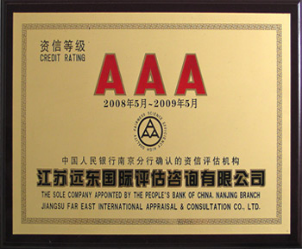 资信等级
CREDIT RATING
AAA
2008年5月~2009年5月
中国人民银行南京分行确认的资信评估机构
江苏远东国际评估咨询有限公司
THE SOLE COMPANY APPOINTED BY THE PEOPLE'S BANK OF CHINA, NANJING BRANCH
JIANGSU FAR EAST INTERNATIONAL APPRAISAL & CONSULTATION CO., LTD.